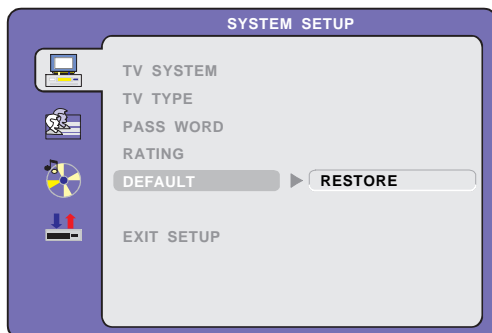 SYSTEM SETUP
TV SYSTEM
TV TYPE
PASS WORD
RATING
DEFAULT RESTORE
EXIT SETUP